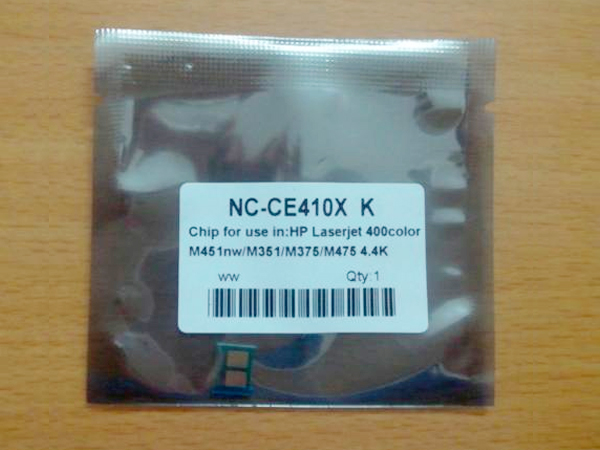 NC-CE410X K
Chip for use in:HP Laserjet 400color
M451nw/M351/M375/M475 4.4K
WW Qty:1